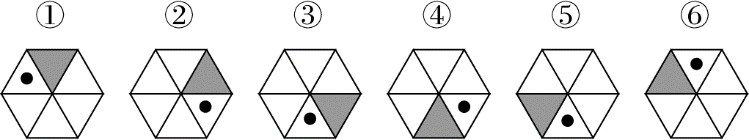 ① ② ③ ④ ⑤ ⑥